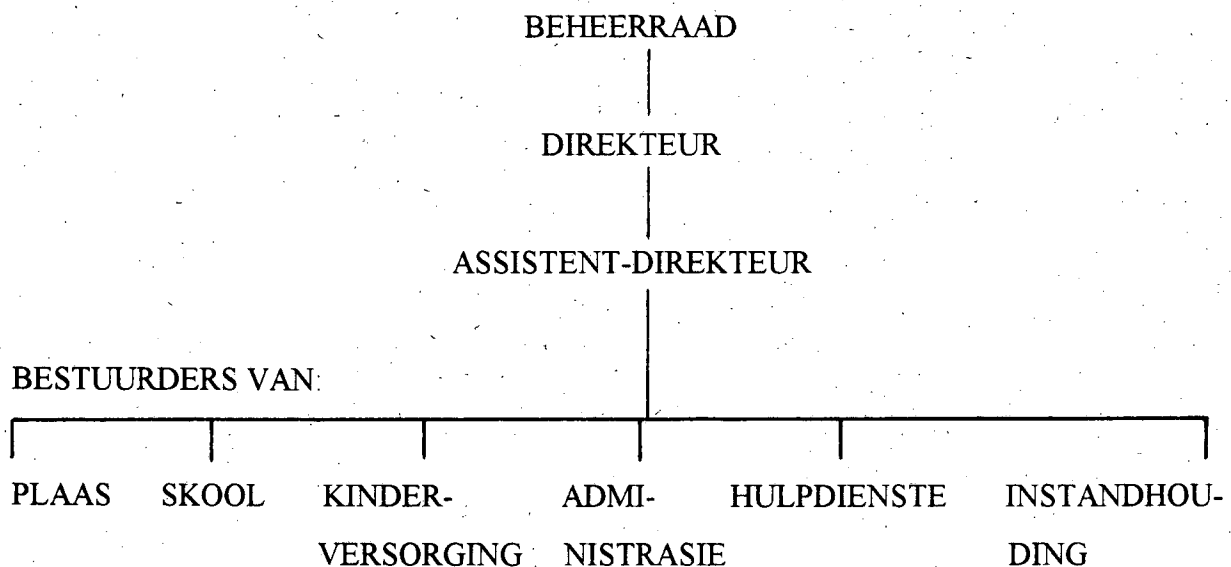 BEHEERRAAD
DIREKTEUR
ASSISTENT-DIREKTEUR
BESTUURDERS VAN:
PLAAS SKOOL KINDER- ADMI- HULPDIENSTE INSTANDHOU-
VERSORGING NISTRASIE DING